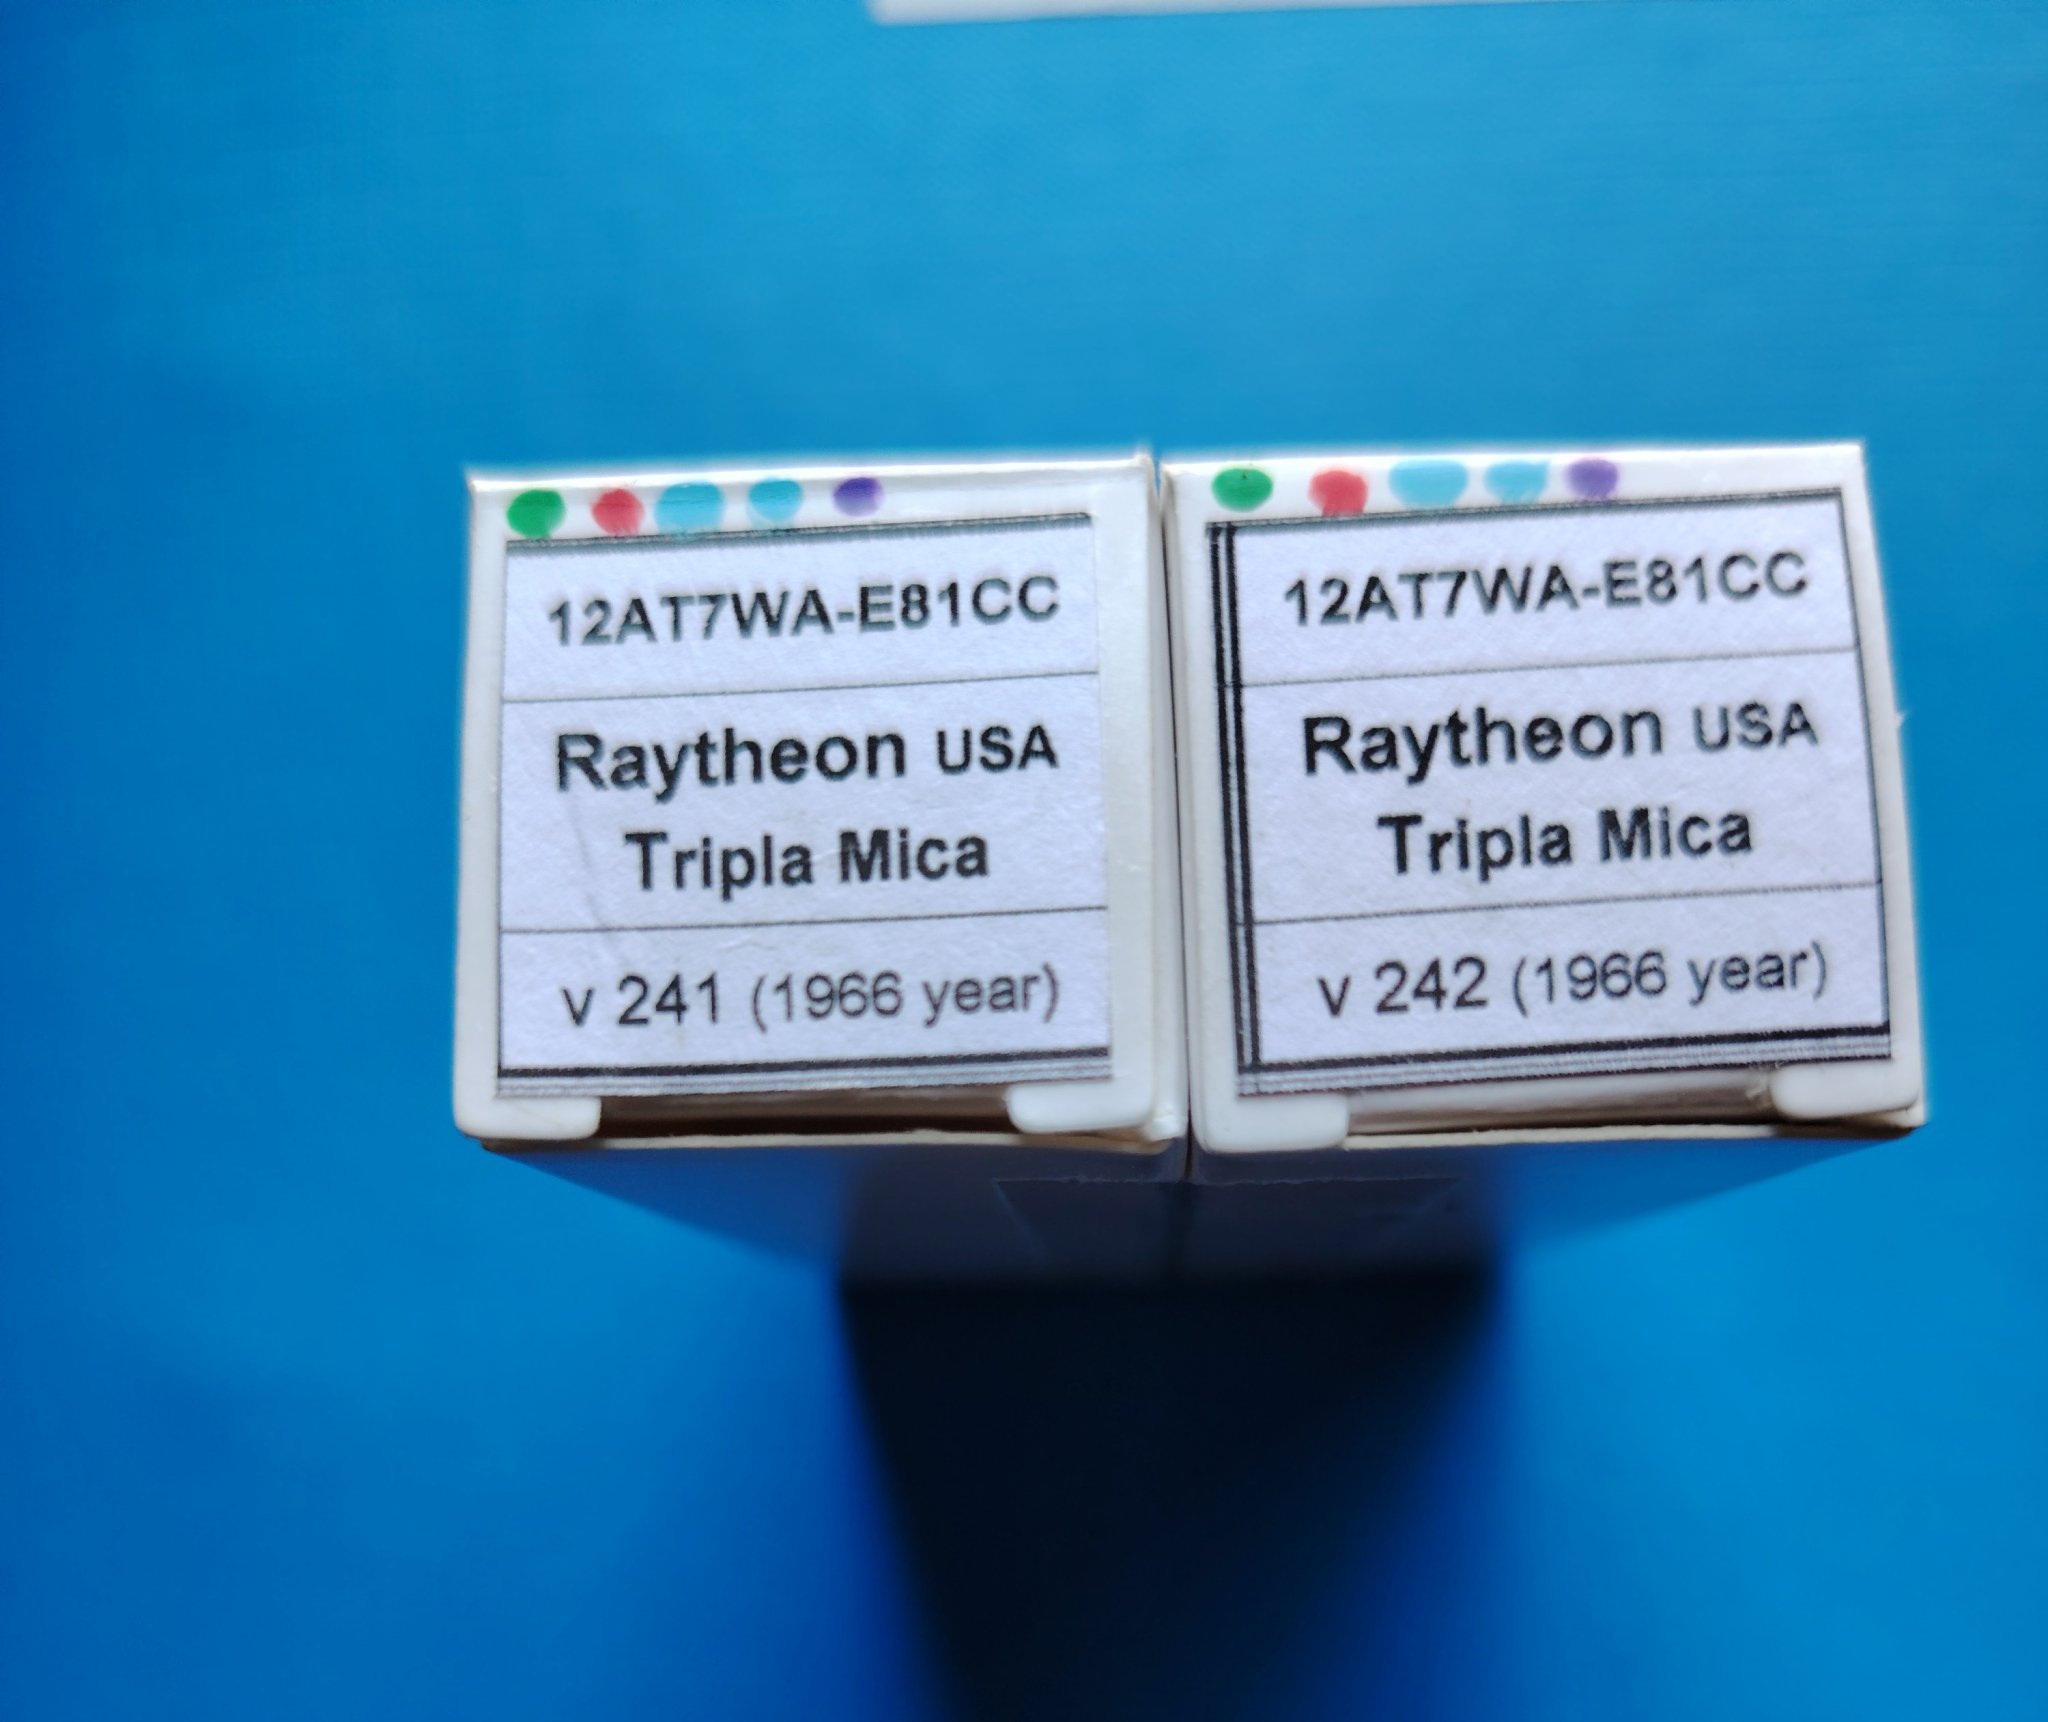 12AT7WA-E81CC
Raytheon USA
Tripla Mica
v 241 (1966 year)
12AT7WA-E81CC
Raytheon USA
Tripla Mica
v 242 (1966 year)